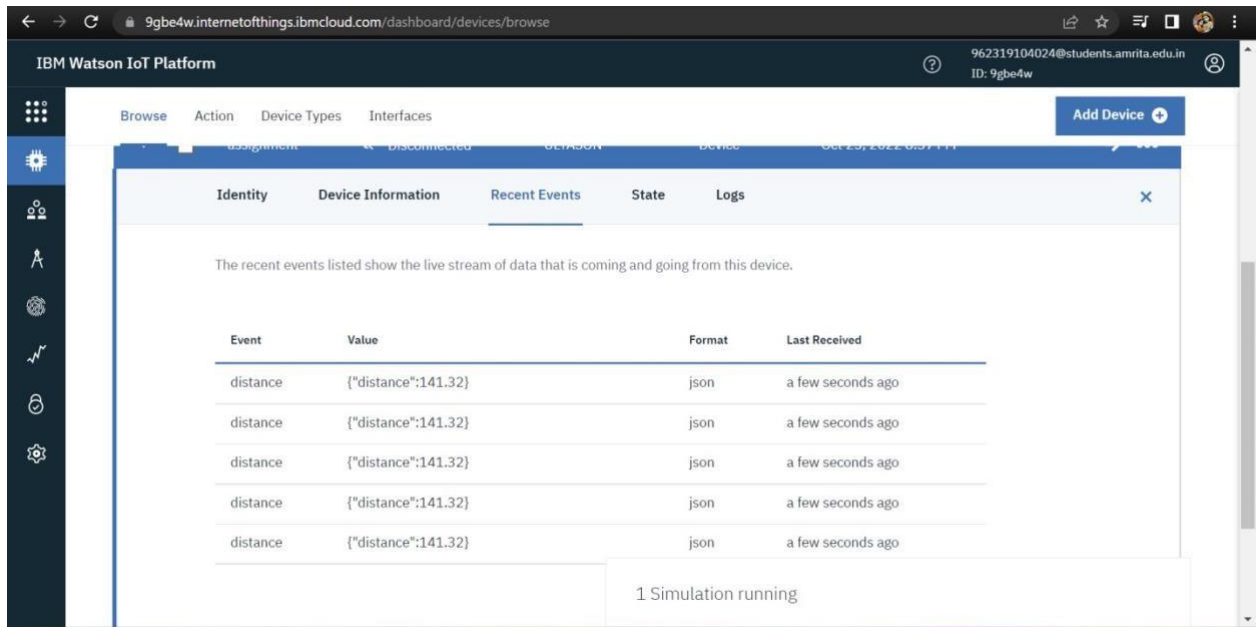 9gbe4w.internetofthings.ibmcloud.com/dashboard/devices/browse
IBM Watson IoT Platform
962319104024@students.amrita.edu.in
ID: 9gbe4w
Browse Action Device Types Interfaces
Add Device
assignment Disconnected Device
Identity Device Information Recent Events State Logs
The recent events listed show the live stream of data that is coming and going from this device.
Event Value Format Last Received
distance {"distance":141.32} json a few seconds ago
distance {"distance":141.32} json a few seconds ago
distance {"distance":141.32} json a few seconds ago
distance {"distance":141.32} json a few seconds ago
distance {"distance":141.32} json a few seconds ago
1 Simulation running